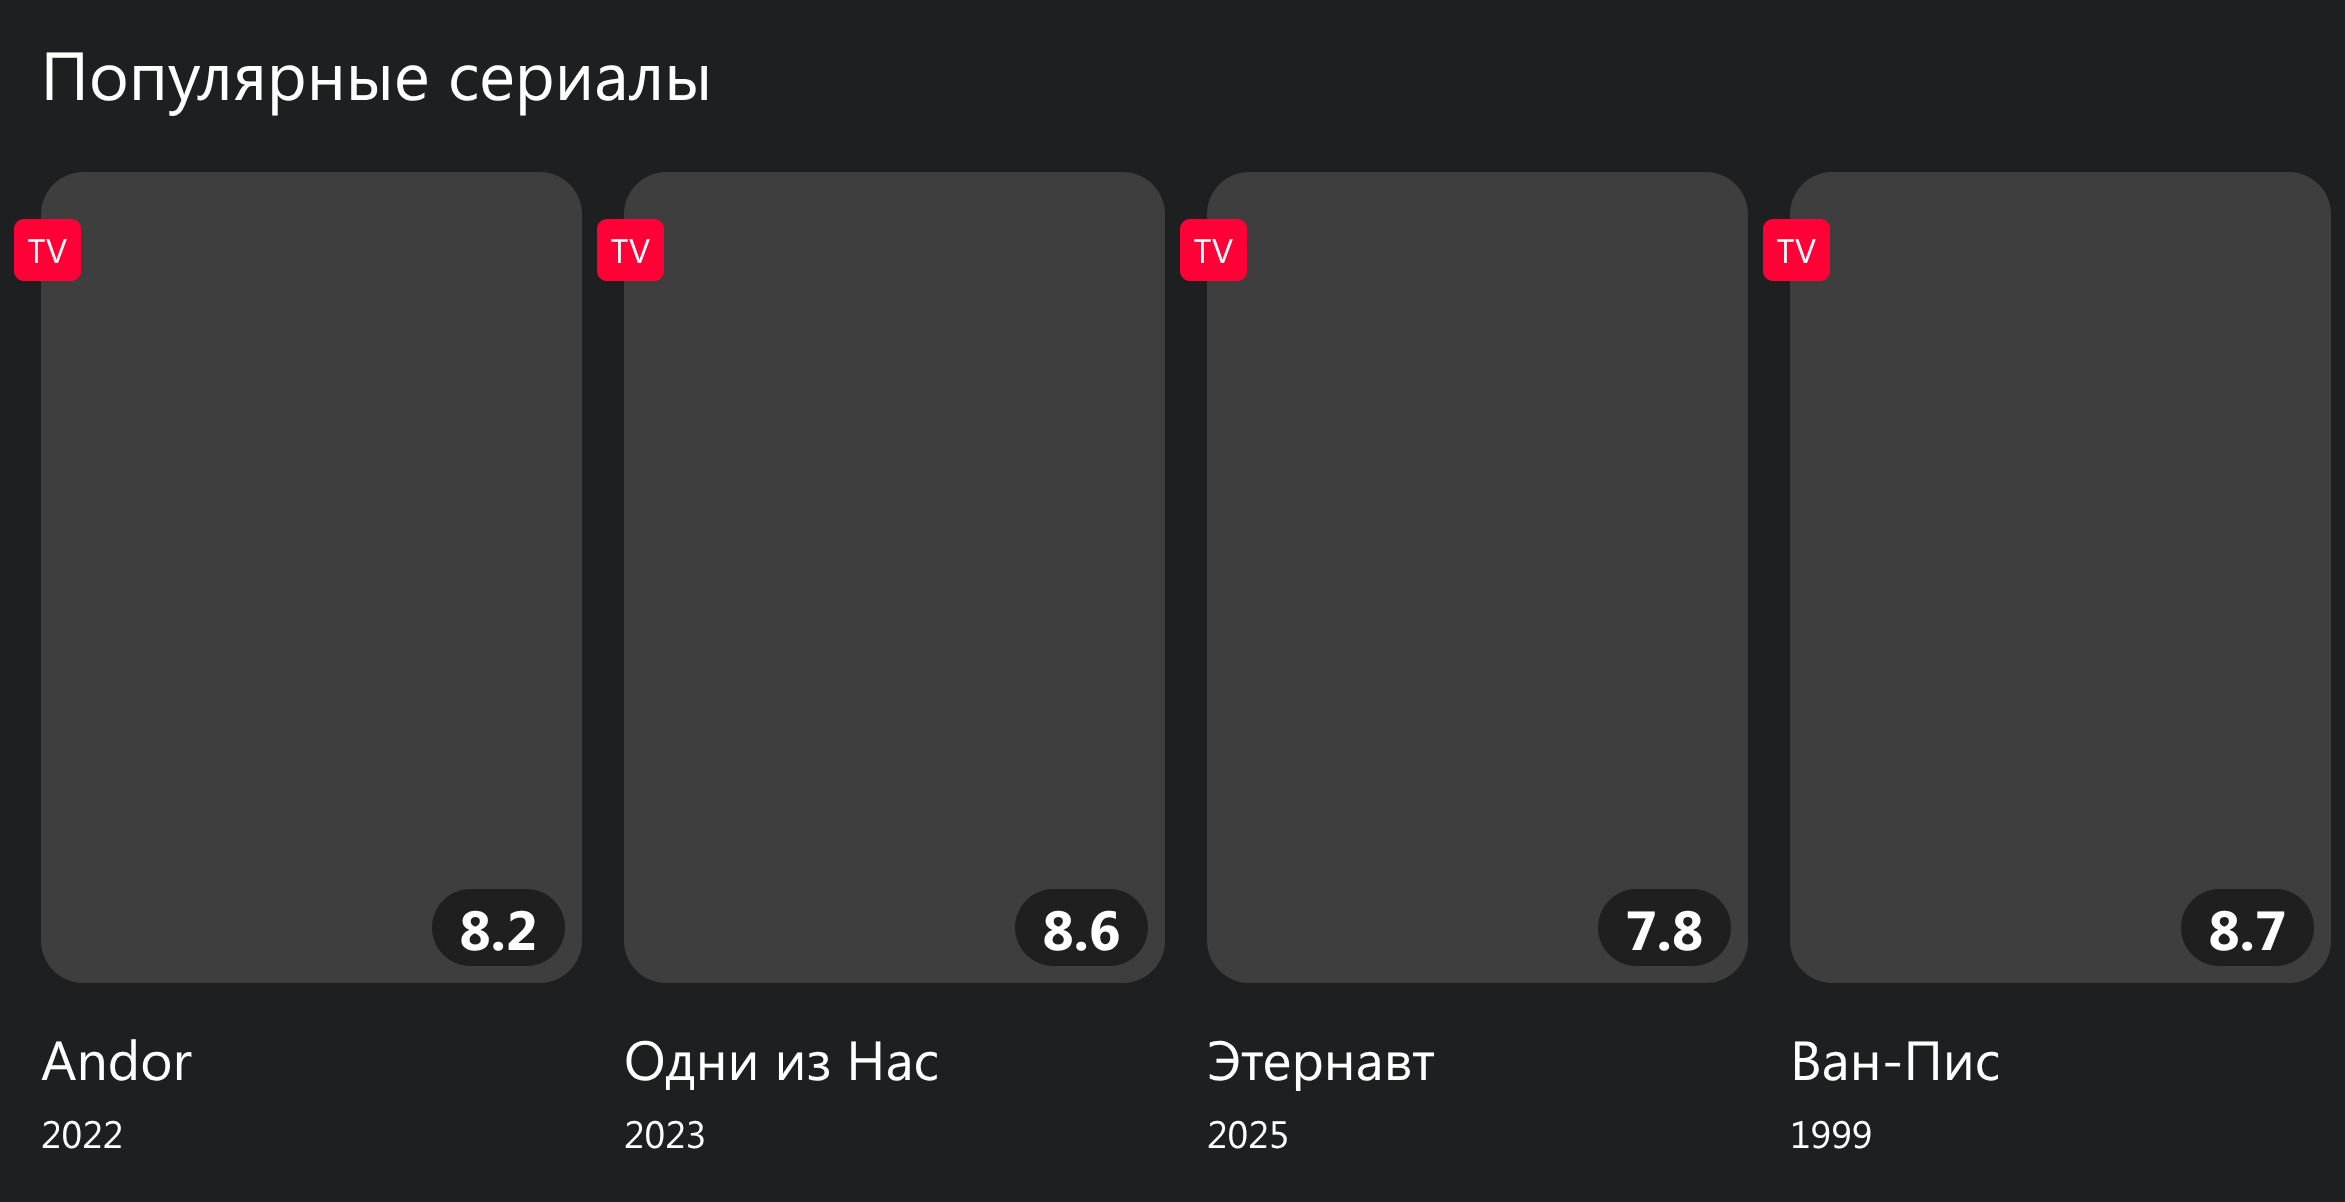 Популярные сериалы
TV
TV
TV
TV
8.2
8.6
7.8
8.7
Andor
Одни из Нас
Этернавт
Ван-Пис
2022
2023
2025
1999